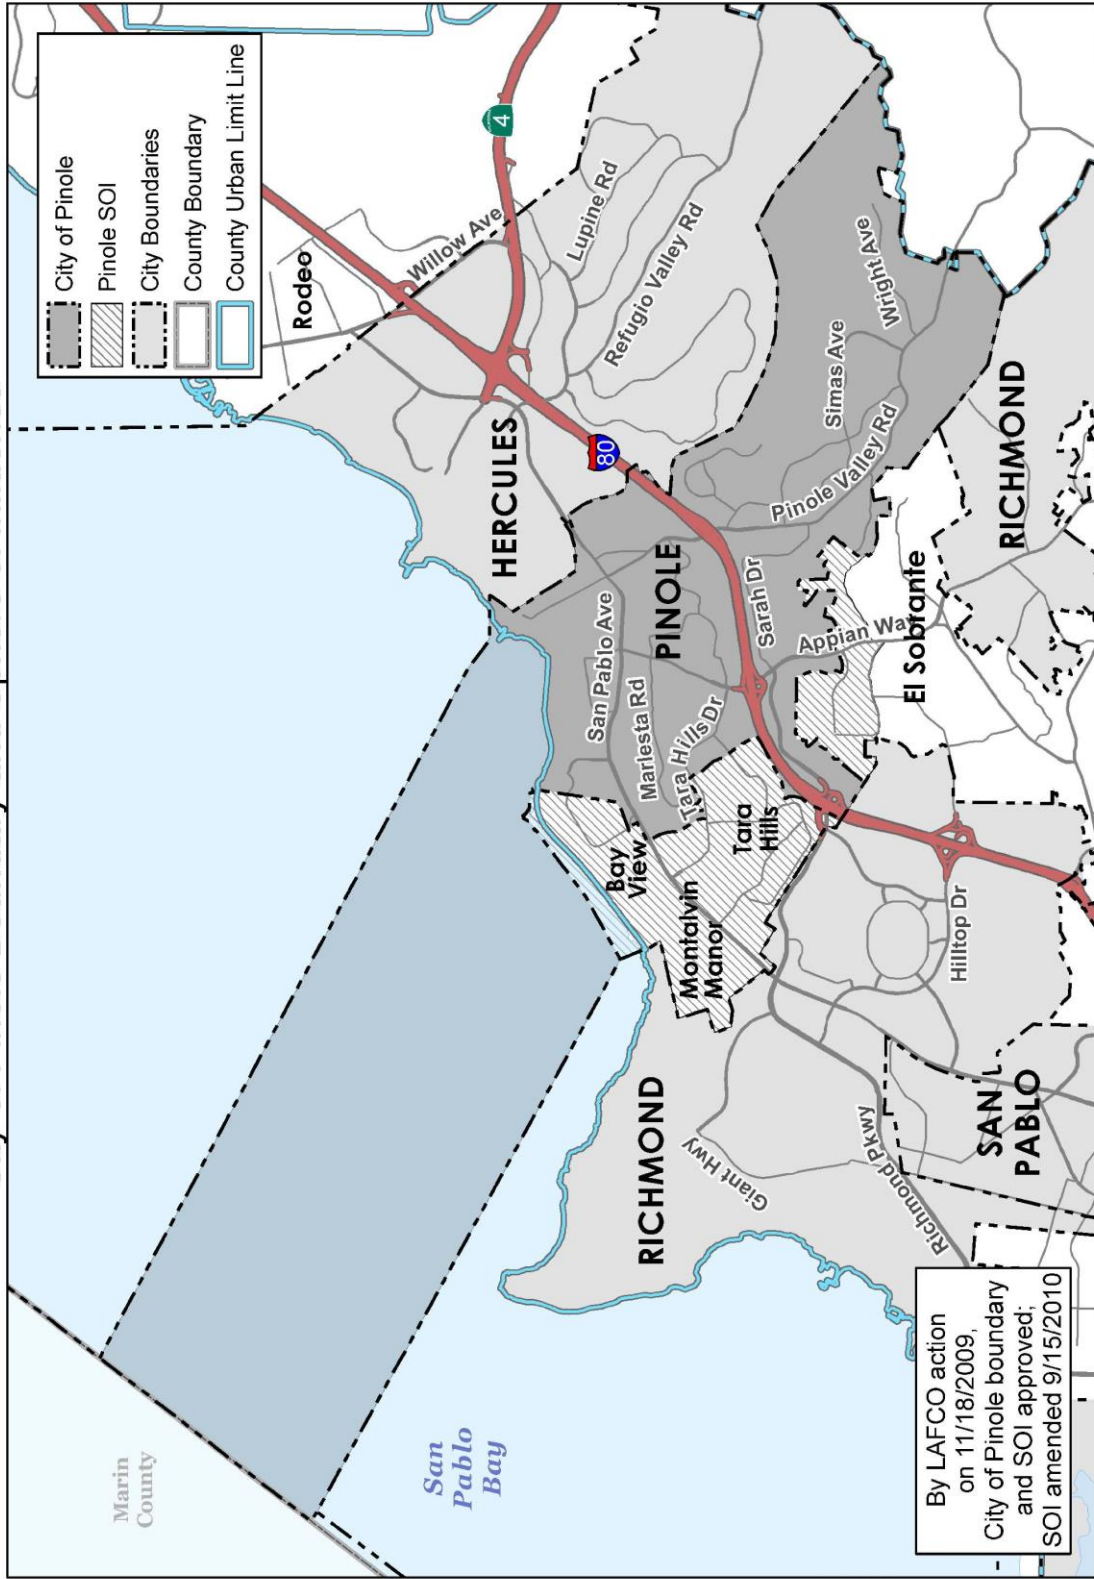 City of Pinole
Pinole SOI
City Boundaries
County Boundary
County Urban Limit Line
Marin
County
San
Pablo
Bay
Rodeo
Willow Ave
4
Lupine Rd
Refugio Valley Rd
HERCULES
80
San Pablo Ave
PINOLE
Marlesta Rd
Tara Hills Dr
Sarah Dr
Pinole Valley Rd
Simas Ave
Wright Ave
Appian Way
El Sobrante
RICHMOND
Bay
View
Tara
Hills
Montalvin
Manor
Hilltop Dr
RICHMOND
Giant Hwy
Richmond Pkwy
SAN
PABLO
By LAFCO action
on 11/18/2009,
City of Pinole boundary
and SOI approved;
SOI amended 9/15/2010